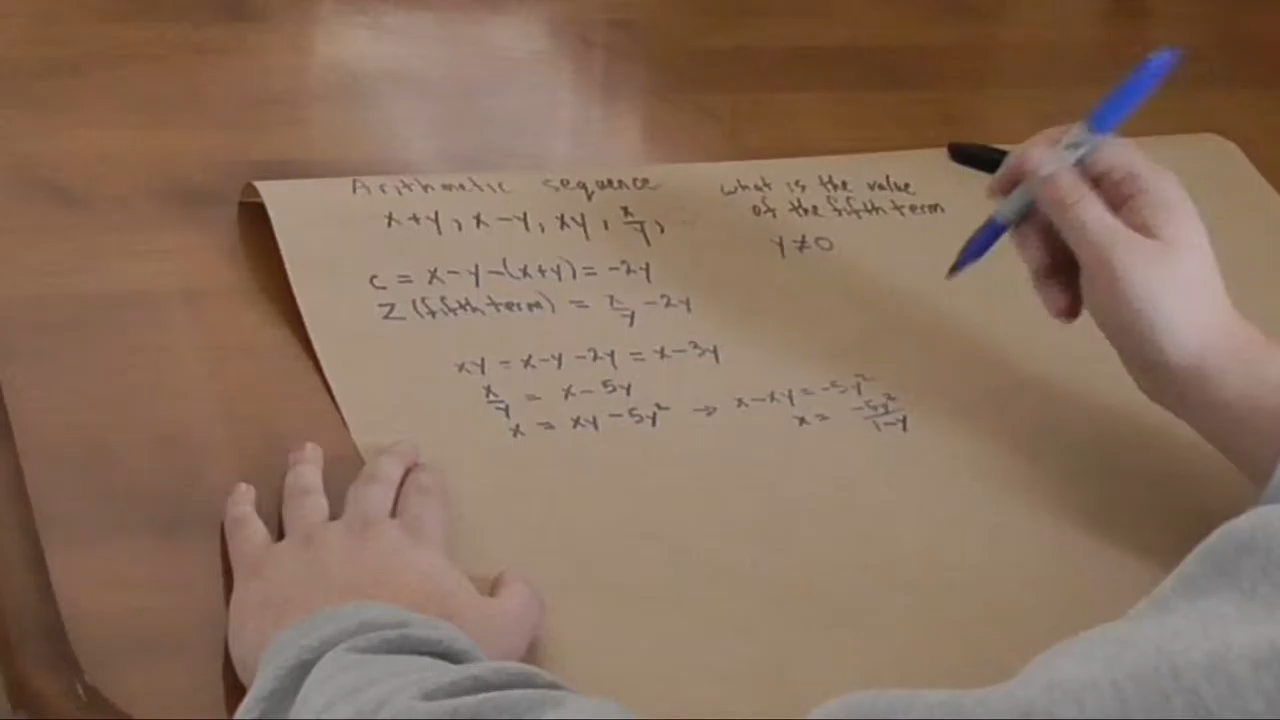 Arithmetic sequence
x+y, x-y, xy, x/y,
what is the value
of the fifth term
y≠0
c = x-y-(x+y) = -2y
z (fifth term) = x/y -2y
xy = x-y -2y = x-3y
x/y = x-5y
x = xy -5y² → x-xy = -5y²
x = -5y²/1-y